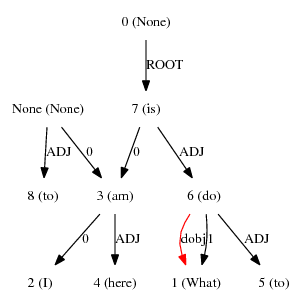 0 (None)
ROOT
None (None) 7 (is)
ADJ 0 0 ADJ
8 (to) 3 (am) 6 (do)
0 ADJ dobj 1 ADJ
2 (I) 4 (here) 1 (What) 5 (to)